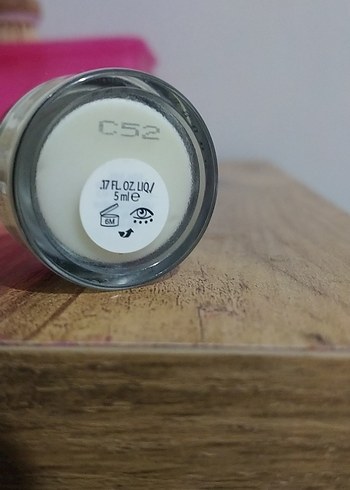 C52
.17 FL. OZ. LIQ/
5 ml ℮
6M